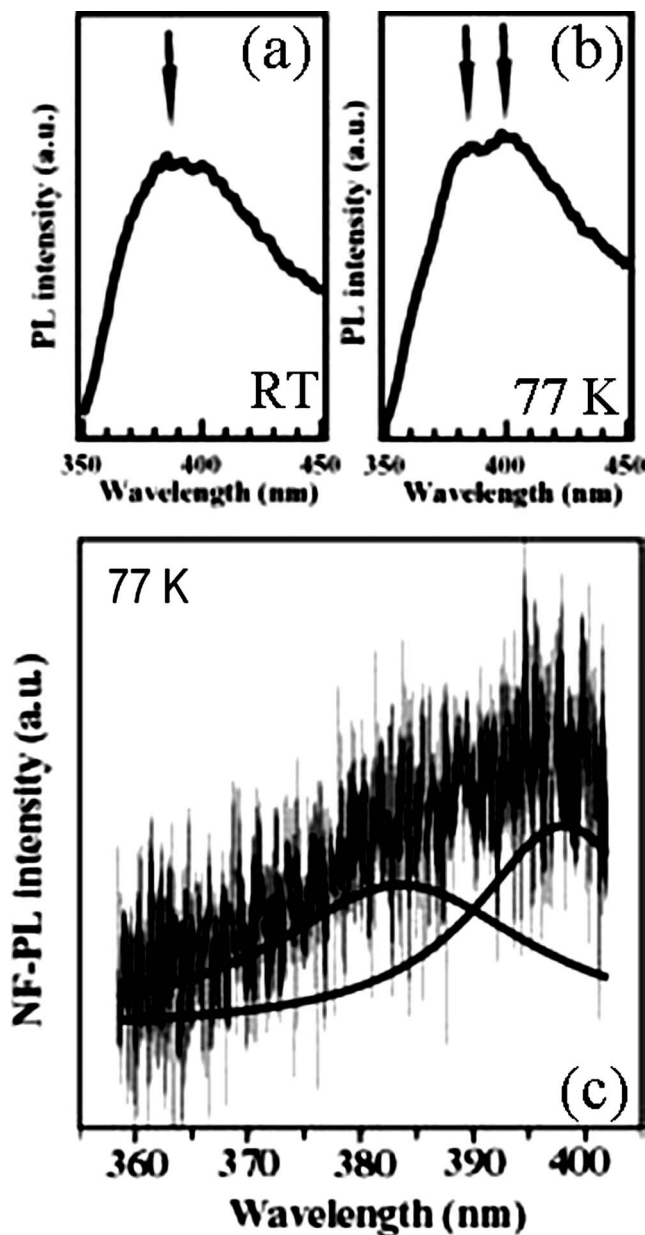 (a)
(b)
PL intensity (a.u.)
PL intensity (a.u.)
RT
77 K
350 400 450
350 400 450
Wavelength (nm)
Wavelength (nm)
77 K
NF-PL intensity (a.u.)
(c)
360 370 380 390 400
Wavelength (nm)